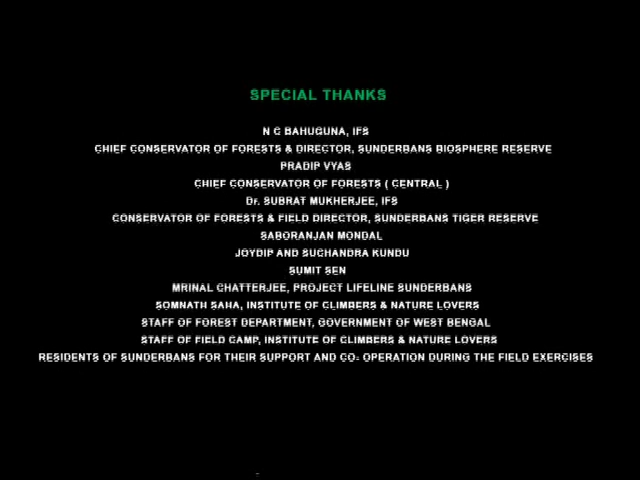 SPECIAL THANKS
N C BAHUGUNA, IFS
CHIEF CONSERVATOR OF FORESTS & DIRECTOR, SUNDERBANS BIOSPHERE RESERVE
PRADIP VYAS
CHIEF CONSERVATOR OF FORESTS ( CENTRAL )
Dr. SUBRAT MUKHERJEE, IFS
CONSERVATOR OF FORESTS & FIELD DIRECTOR, SUNDERBANS TIGER RESERVE
SABORANJAN MONDAL
JOYDIP AND SUCHANDRA KUNDU
SUMIT SEN
MRINAL CHATTERJEE, PROJECT LIFELINE SUNDERBANS
SOMNATH SAHA, INSTITUTE OF CLIMBERS & NATURE LOVERS
STAFF OF FOREST DEPARTMENT, GOVERNMENT OF WEST BENGAL
STAFF OF FIELD CAMP, INSTITUTE OF CLIMBERS & NATURE LOVERS
RESIDENTS OF SUNDERBANS FOR THEIR SUPPORT AND CO- OPERATION DURING THE FIELD EXERCISES